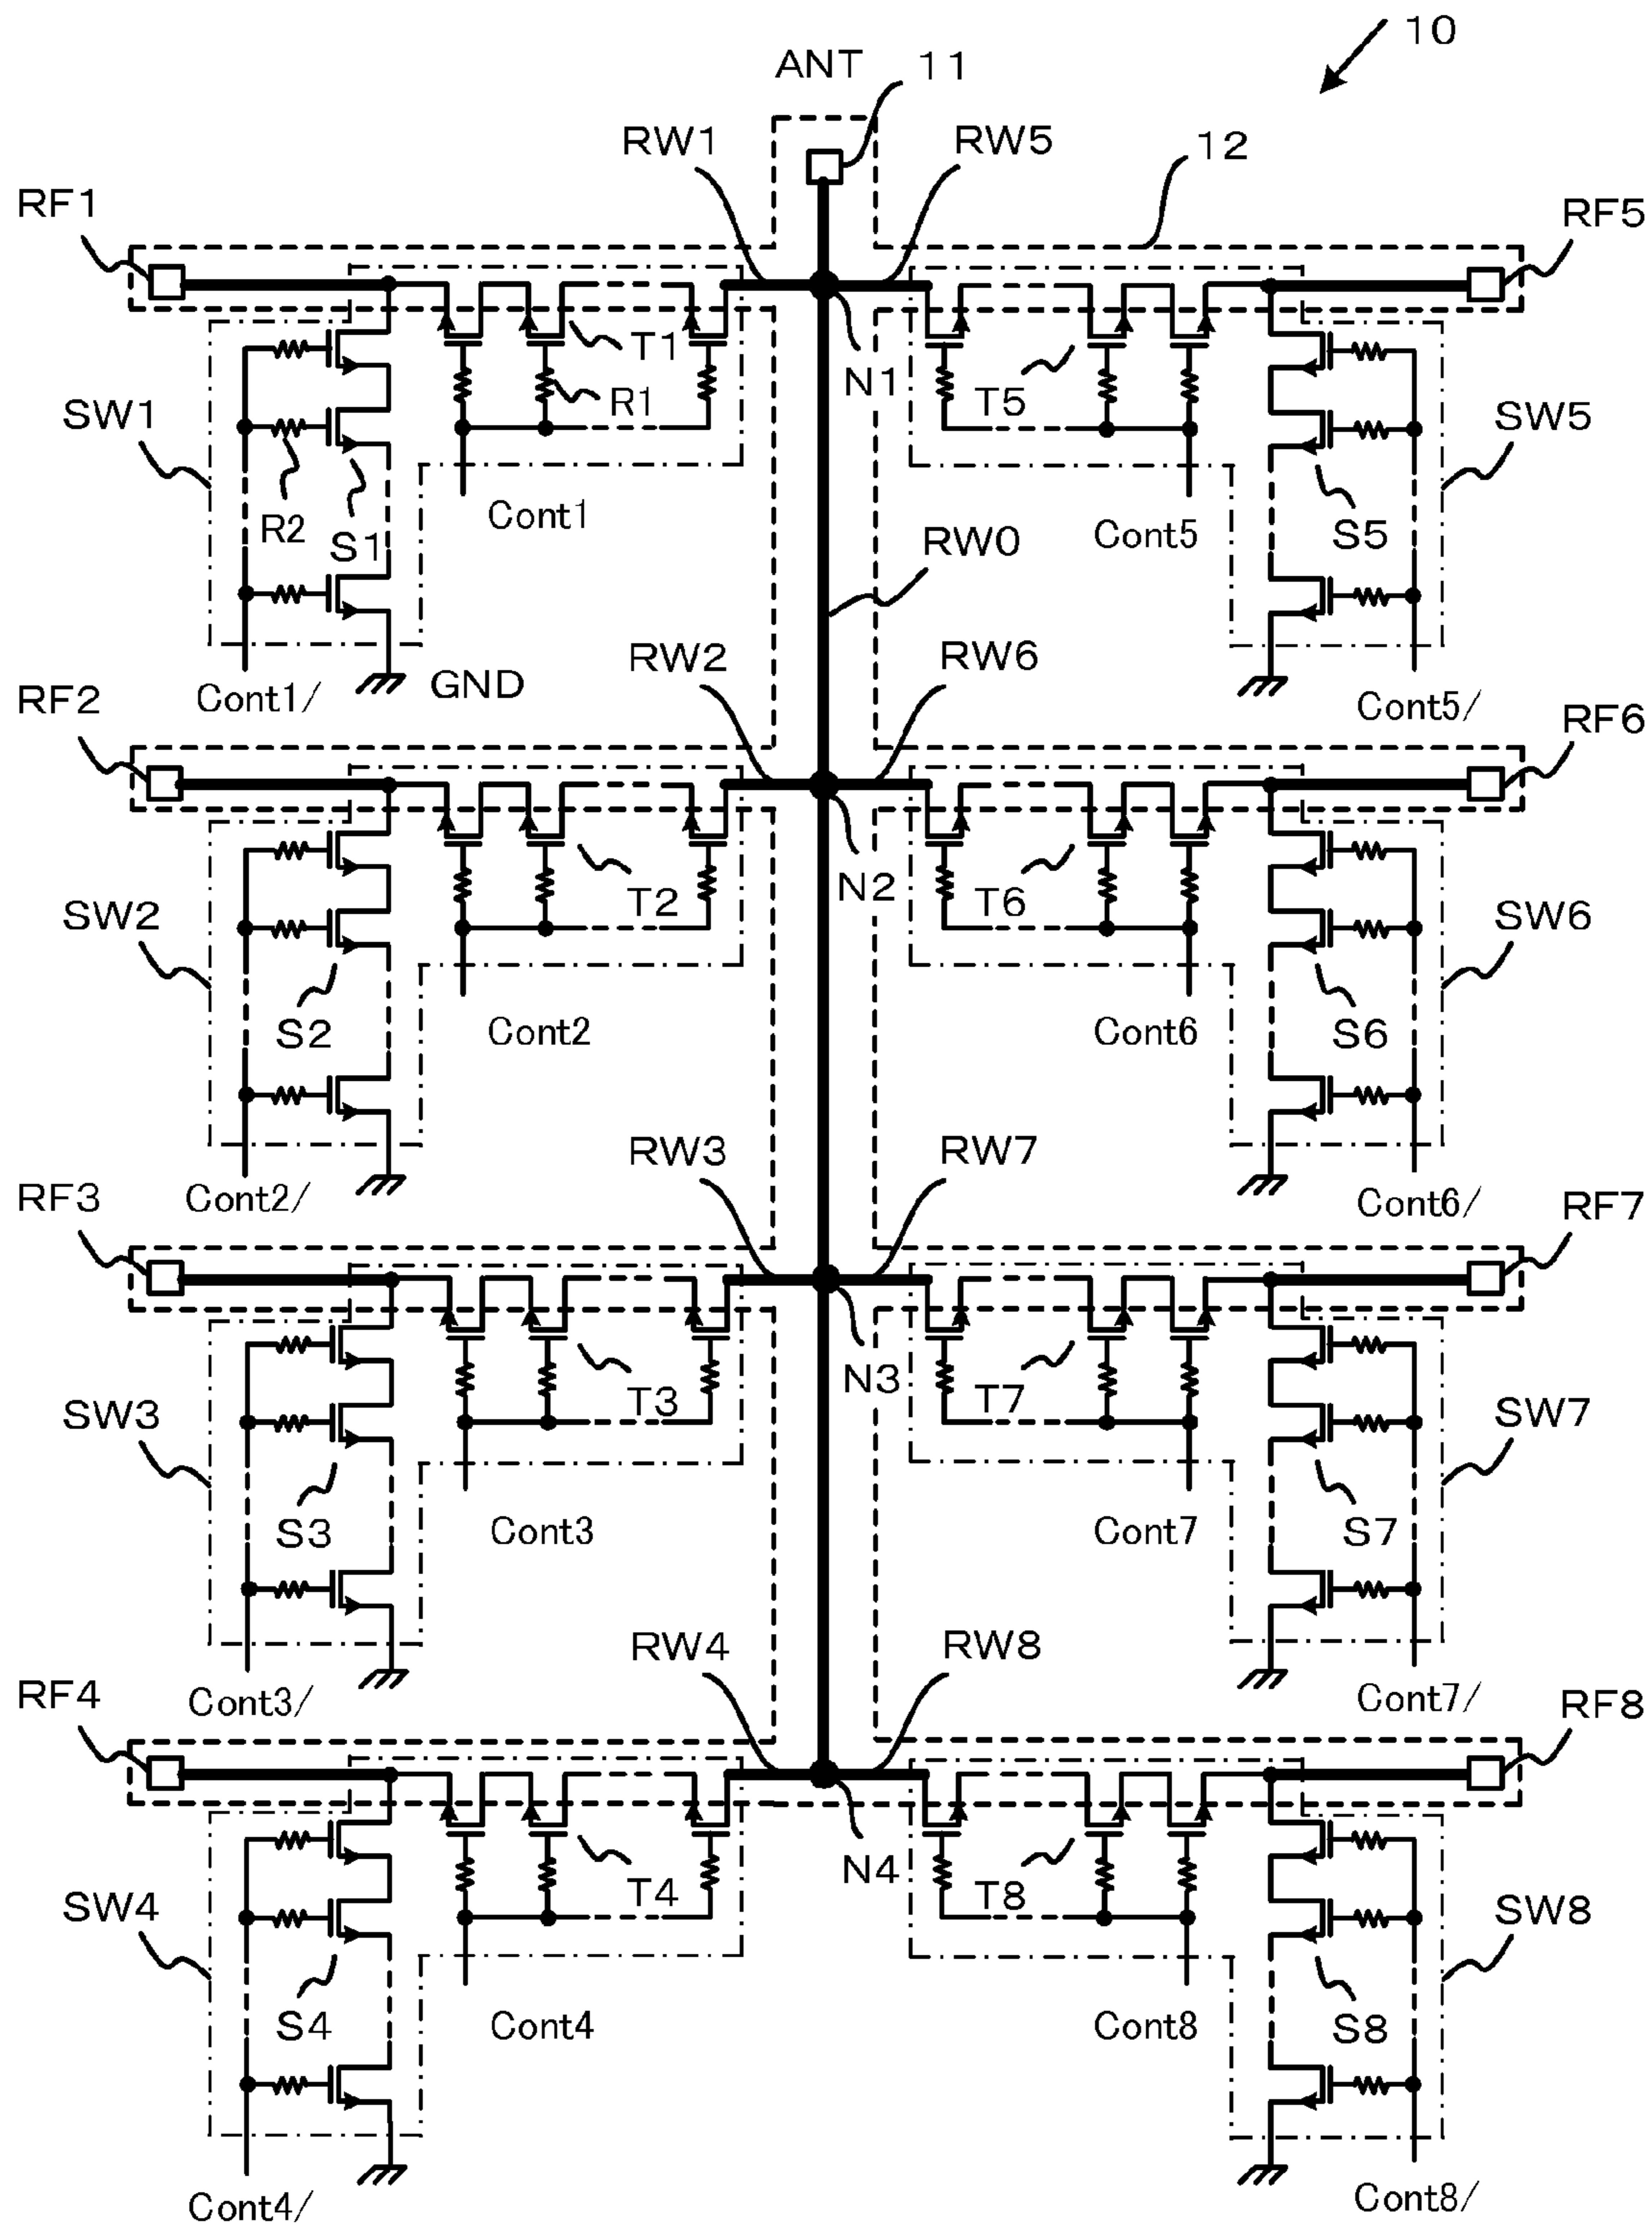 10
ANT 11
RW1 RW5 12
RF1 RF5
T1 N1 T5
R1
SW1 SW5
R2 S1 Cont1 Cont5 S5
RW0
RW2 RW6
RF2 Cont1/ GND Cont5/ RF6
T2 N2 T6
SW2 SW6
S2 Cont2 Cont6 S6
RW3 RW7
RF3 Cont2/ Cont6/ RF7
T3 N3 T7
SW3 SW7
S3 Cont3 Cont7 S7
RW4 RW8
RF4 Cont3/ Cont7/ RF8
T4 N4 T8
SW4 SW8
S4 Cont4 Cont8 S8
Cont4/ Cont8/